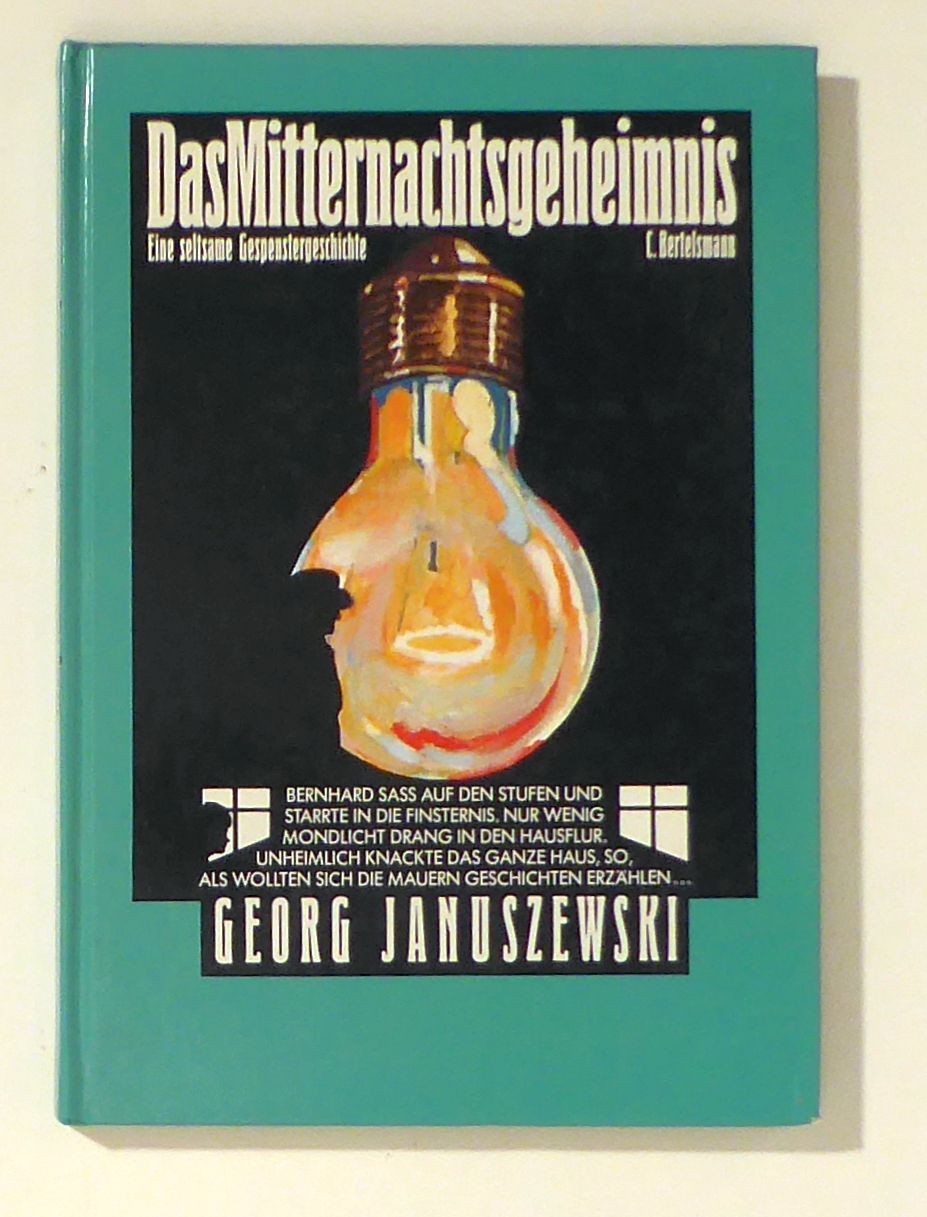 DasMitternachtsgeheimnis
Eine seltsame Gespenstergeschichte C. Bertelsmann
BERNHARD SASS AUF DEN STUFEN UND
STARRTE IN DIE FINSTERNIS. NUR WENIG
MONDLICHT DRANG IN DEN HAUSFLUR.
UNHEIMLICH KNACKTE DAS GANZE HAUS, SO,
ALS WOLLTEN SICH DIE MAUERN GESCHICHTEN ERZÄHLEN...
GEORG JANUSZEWSKI